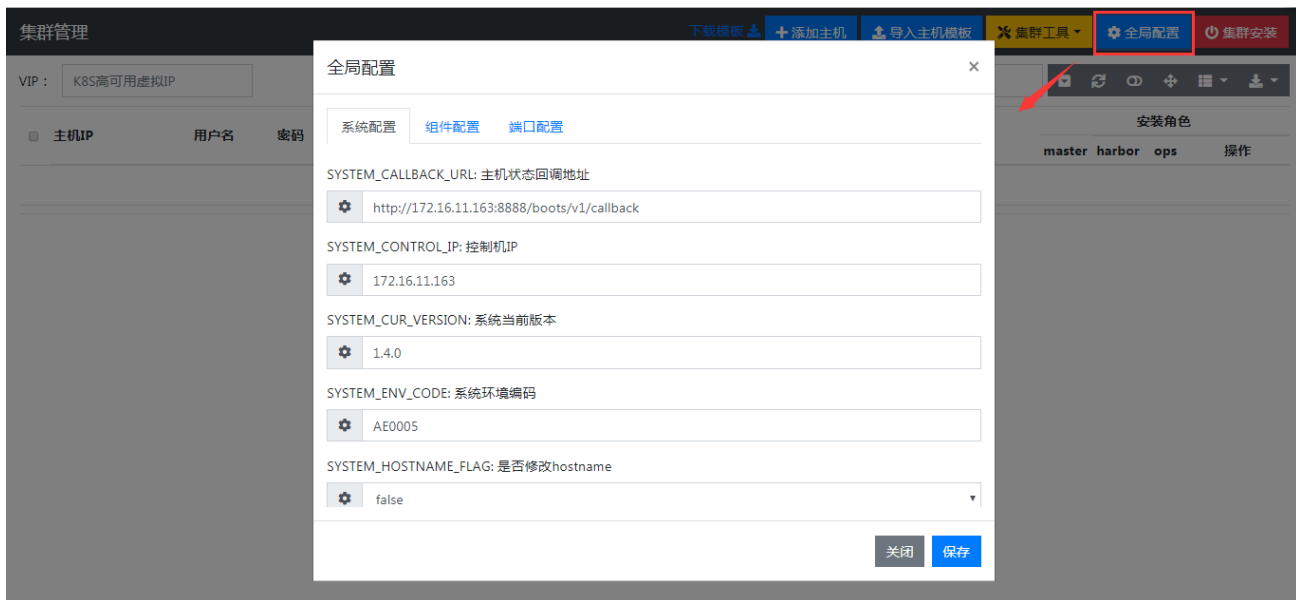 集群管理
下载模板 添加主机 导入主机模板 集群工具 全局配置 集群安装
VIP： K8S高可用虚拟IP
主机IP 用户名 密码 安装角色
master harbor ops 操作
全局配置 ×
系统配置 组件配置 端口配置
SYSTEM_CALLBACK_URL: 主机状态回调地址
http://172.16.11.163:8888/boots/v1/callback
SYSTEM_CONTROL_IP: 控制机IP
172.16.11.163
SYSTEM_CUR_VERSION: 系统当前版本
1.4.0
SYSTEM_ENV_CODE: 系统环境编码
AE0005
SYSTEM_HOSTNAME_FLAG: 是否修改hostname
false
关闭 保存